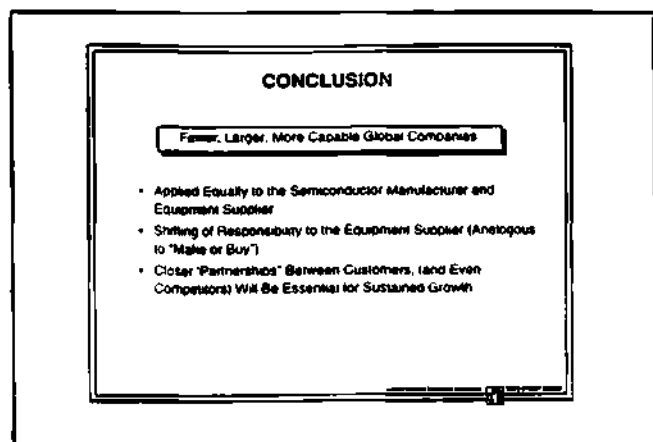 CONCLUSION
Fewer, Larger, More Capable Global Companies
• Applied Equally to the Semiconductor Manufacturer and
Equipment Supplier
• Shifting of Responsibility to the Equipment Supplier (Analogous
to "Make or Buy")
• Closer "Partnerships" Between Customers, (and Even
Competitors) Will Be Essential for Sustained Growth